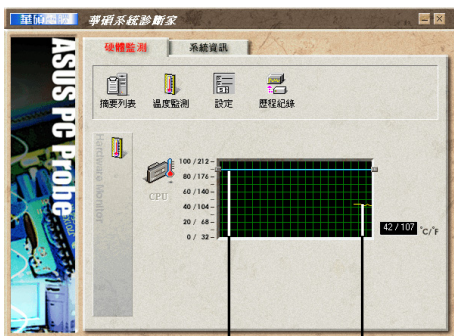 華碩電腦 華碩系統診斷家
硬體監測 系統資訊
摘要列表 溫度監測 設定 歷程紀錄
ASUS PC Probe
Hardware Monitor
CPU
100 / 212
80 / 176
60 / 140
40 / 104
20 / 68
0 / 32
42 / 107 °C/°F